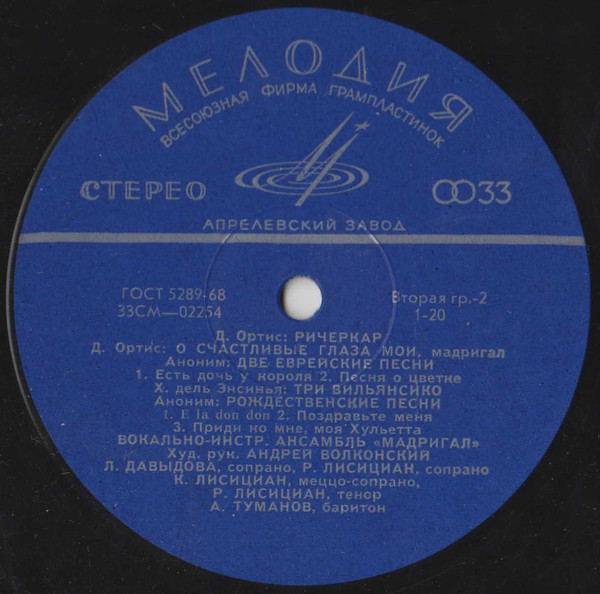 МЕЛОДИЯ
ВСЕСОЮЗНАЯ ФИРМА ГРАМПЛАСТИНОК
СТЕРЕО
33
АПРЕЛЕВСКИЙ ЗАВОД
ГОСТ 5289-68
33СМ—02254
Вторая гр.-2
1-20
Д. Ортис: РИЧЕРКАР
Д. Ортис: О СЧАСТЛИВЫЕ ГЛАЗА МОИ, мадригал
Аноним: ДВЕ ЕВРЕЙСКИЕ ПЕСНИ
1. Есть дочь у короля 2. Песня о цветке
Х. дель Энсинья: ТРИ ВИЛЬЯНСИКО
Аноним: РОЖДЕСТВЕНСКИЕ ПЕСНИ
1. E la don don 2. Поздравьте меня
3. Приди ко мне, моя Хульетта
ВОКАЛЬНО-ИНСТР. АНСАМБЛЬ «МАДРИГАЛ»
Худ. рук. АНДРЕЙ ВОЛКОНСКИЙ
Л. ДАВЫДОВА, сопрано, Р. ЛИСИЦИАН, сопрано
К. ЛИСИЦИАН, меццо-сопрано,
Р. ЛИСИЦИАН, тенор
А. ТУМАНОВ, баритон